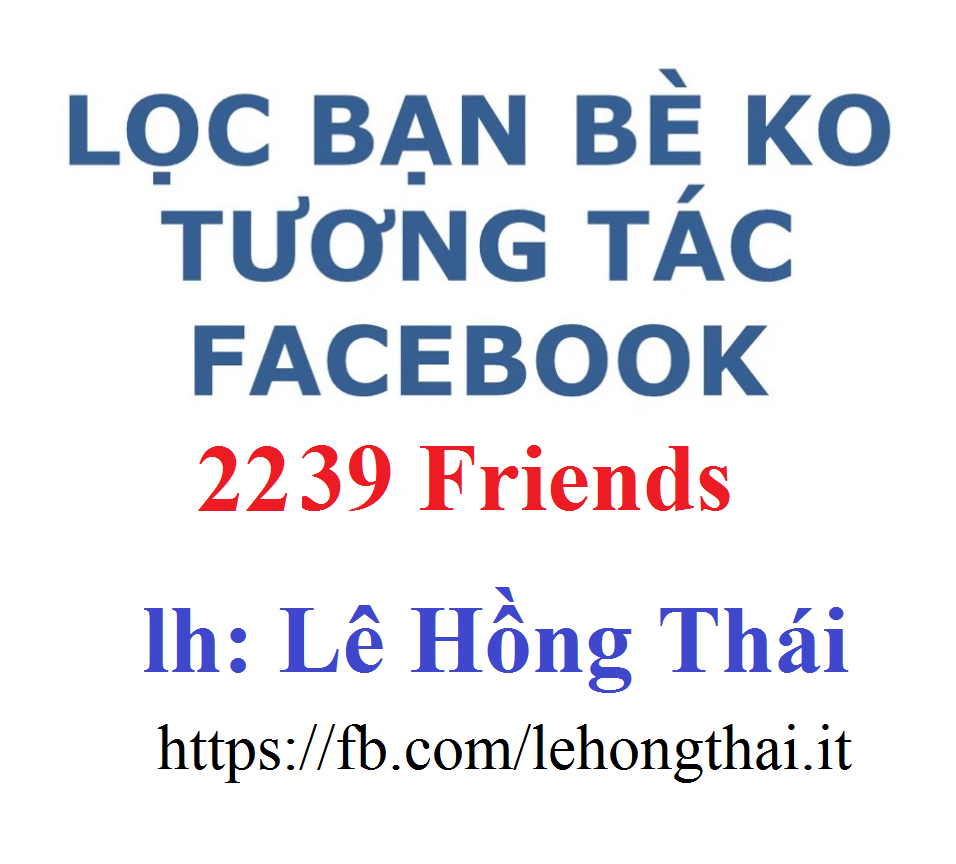 LỌC BẠN BÈ KO
TƯƠNG TÁC
FACEBOOK
2239 Friends
lh: Lê Hồng Thái
https://fb.com/lehongthai.it